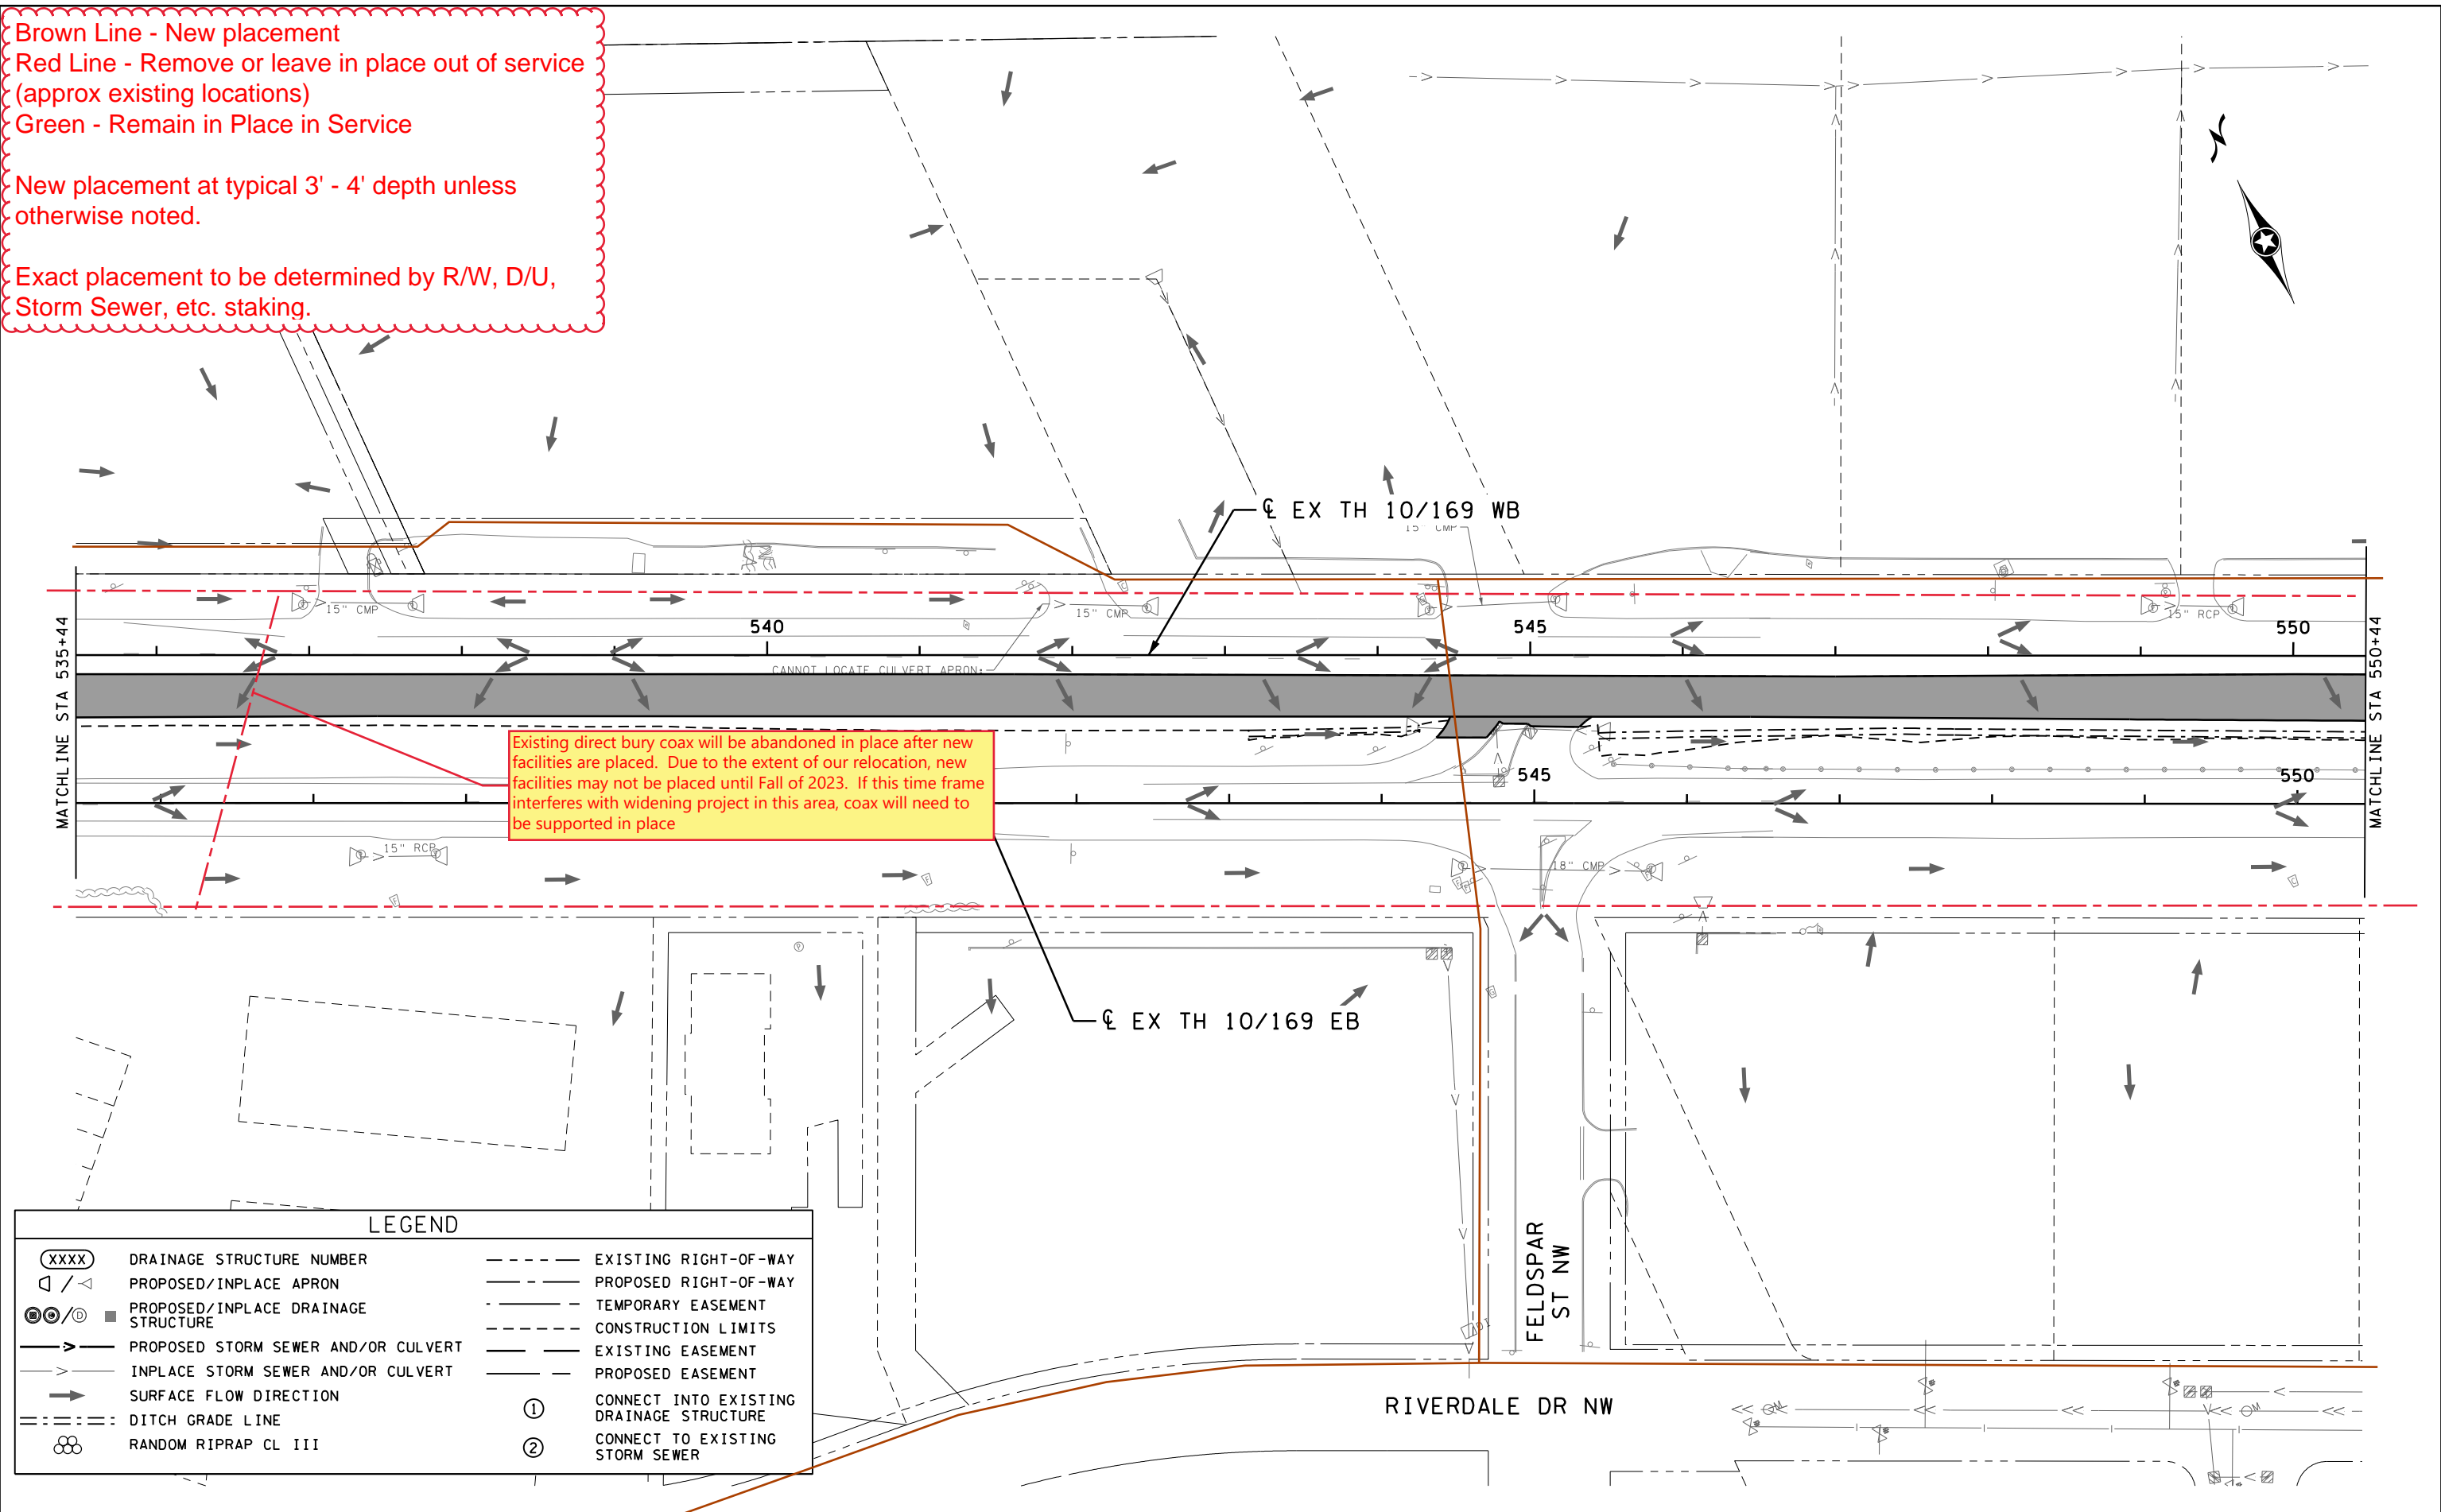 Brown Line - New placement
Red Line - Remove or leave in place out of service
(approx existing locations)
Green - Remain in Place in Service
New placement at typical 3' - 4' depth unless
otherwise noted.
Exact placement to be determined by R/W, D/U,
Storm Sewer, etc. staking.
℄ EX TH 10/169 WB
15" CMP
15" CMP
15" CMP
15" RCP
540
545
550
MATCHLINE STA 535+44
MATCHLINE STA 550+44
CANNOT LOCATE CULVERT APRON
Existing direct bury coax will be abandoned in place after new
facilities are placed. Due to the extent of our relocation, new
facilities may not be placed until Fall of 2023. If this time frame
interferes with widening project in this area, coax will need to
be supported in place
545
550
15" RCP
18" CMP
℄ EX TH 10/169 EB
FELDSPAR
ST NW
RIVERDALE DR NW
LEGEND
XXXX DRAINAGE STRUCTURE NUMBER
PROPOSED/INPLACE APRON
PROPOSED/INPLACE DRAINAGE
STRUCTURE
PROPOSED STORM SEWER AND/OR CULVERT
INPLACE STORM SEWER AND/OR CULVERT
SURFACE FLOW DIRECTION
DITCH GRADE LINE
RANDOM RIPRAP CL III
EXISTING RIGHT-OF-WAY
PROPOSED RIGHT-OF-WAY
TEMPORARY EASEMENT
CONSTRUCTION LIMITS
EXISTING EASEMENT
PROPOSED EASEMENT
1 CONNECT INTO EXISTING
DRAINAGE STRUCTURE
2 CONNECT TO EXISTING
STORM SEWER